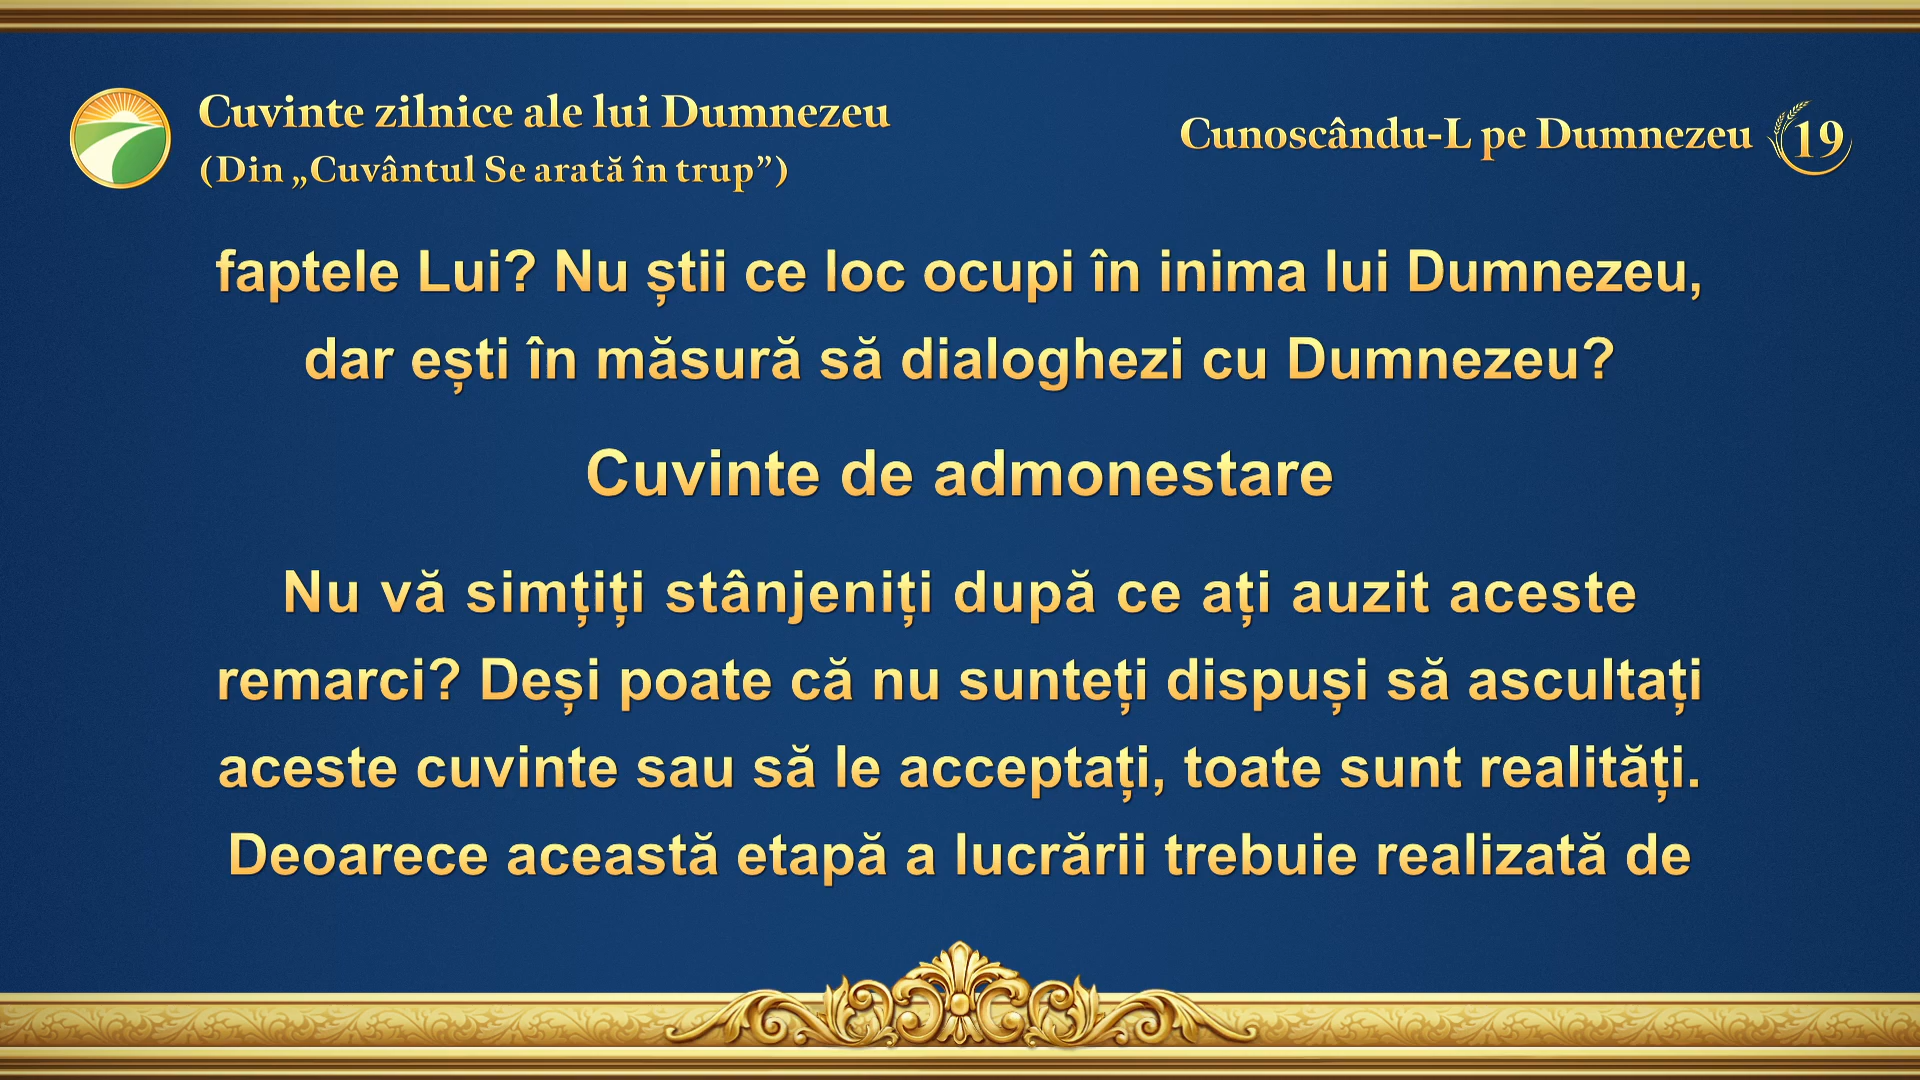 Cuvinte zilnice ale lui Dumnezeu
(Din „Cuvântul Se arată în trup”)
Cunoscându-L pe Dumnezeu 19
faptele Lui? Nu știi ce loc ocupi în inima lui Dumnezeu,
dar ești în măsură să dialoghezi cu Dumnezeu?
Cuvinte de admonestare
Nu vă simțiți stânjeniți după ce ați auzit aceste
remarci? Deși poate că nu sunteți dispuși să ascultați
aceste cuvinte sau să le acceptați, toate sunt realități.
Deoarece această etapă a lucrării trebuie realizată de